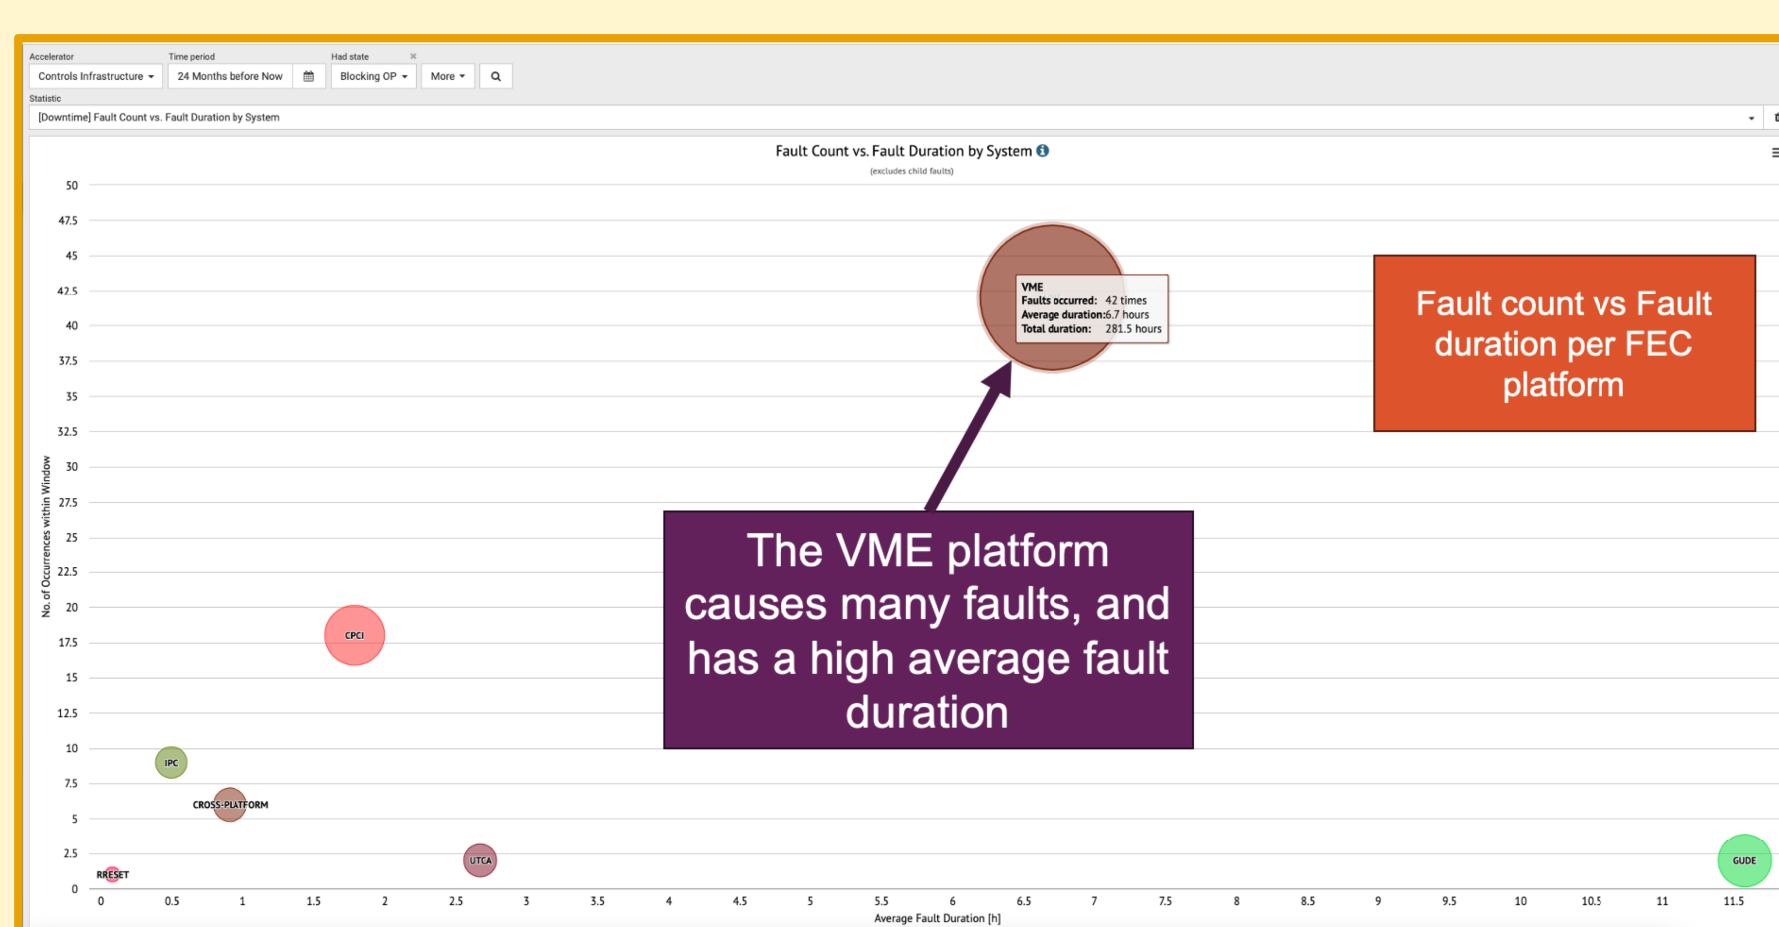 Accelerator Time period Had state ×
Controls Infrastructure 24 Months before Now Blocking OP More
Statistic
[Downtime] Fault Count vs. Fault Duration by System
Fault Count vs. Fault Duration by System
(excludes child faults)
50
47.5
45
42.5
40
37.5
35
32.5
30
27.5
25
22.5
20
17.5
15
12.5
10
7.5
5
2.5
0
No. of Occurrences within Window
VME
Faults occurred: 42 times
Average duration:6.7 hours
Total duration: 281.5 hours
Fault count vs Fault
duration per FEC
platform
The VME platform
causes many faults, and
has a high average fault
duration
CPCI
IPC
CROSS-PLATFORM
UTCA
RRESET
GUDE
0 0.5 1 1.5 2 2.5 3 3.5 4 4.5 5 5.5 6 6.5 7 7.5 8 8.5 9 9.5 10 10.5 11 11.5
Average Fault Duration [h]